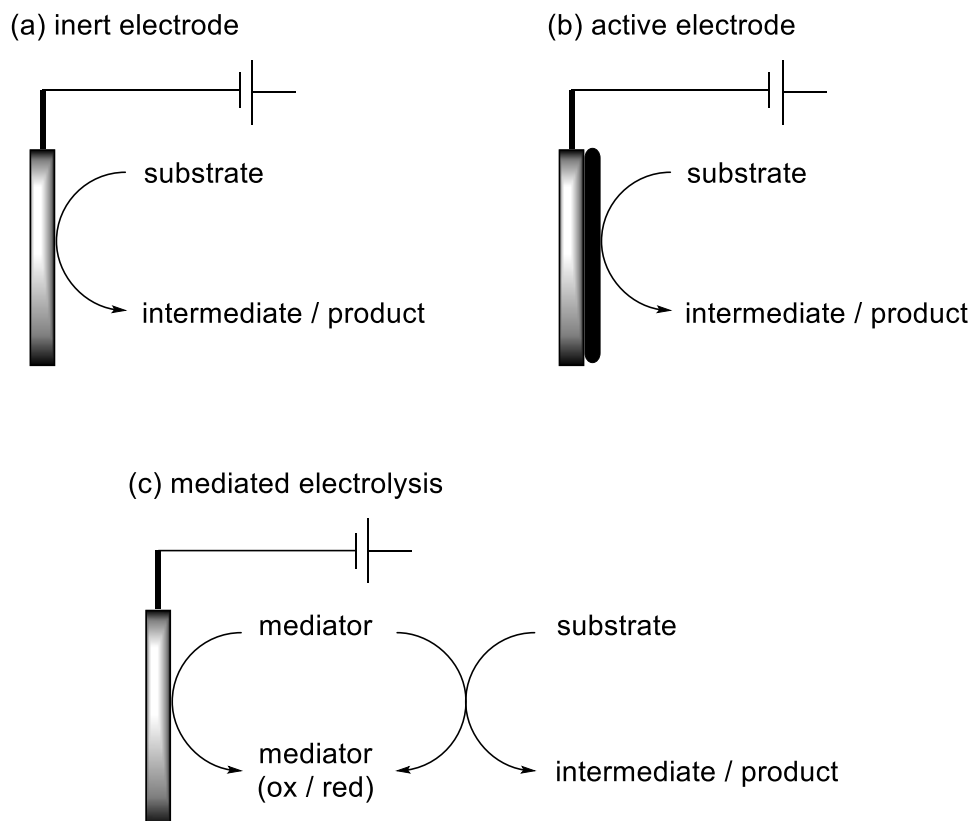 (a) inert electrode
substrate
intermediate / product
(b) active electrode
substrate
intermediate / product
(c) mediated electrolysis
mediator
substrate
mediator
(ox / red)
intermediate / product